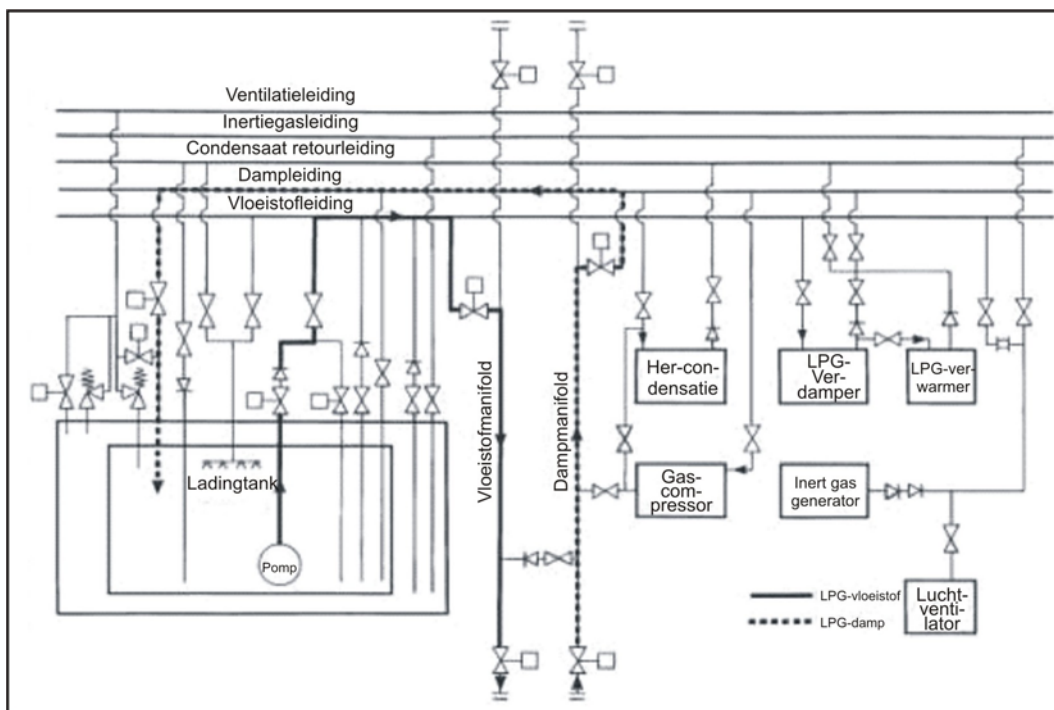 Ventilatieleiding
Inertiegasleiding
Condensaat retourleiding
Dampleiding
Vloeistofleiding
Vloeistofmanifold
Dampmanifold
Her-con-
densatie
LPG-
Ver-
damper
LPG-ver-
warmer
Ladingtank
Gas-
com-
pressor
Inert gas
generator
Pomp
LPG-vloeistof
LPG-damp
Lucht-
venti-
lator